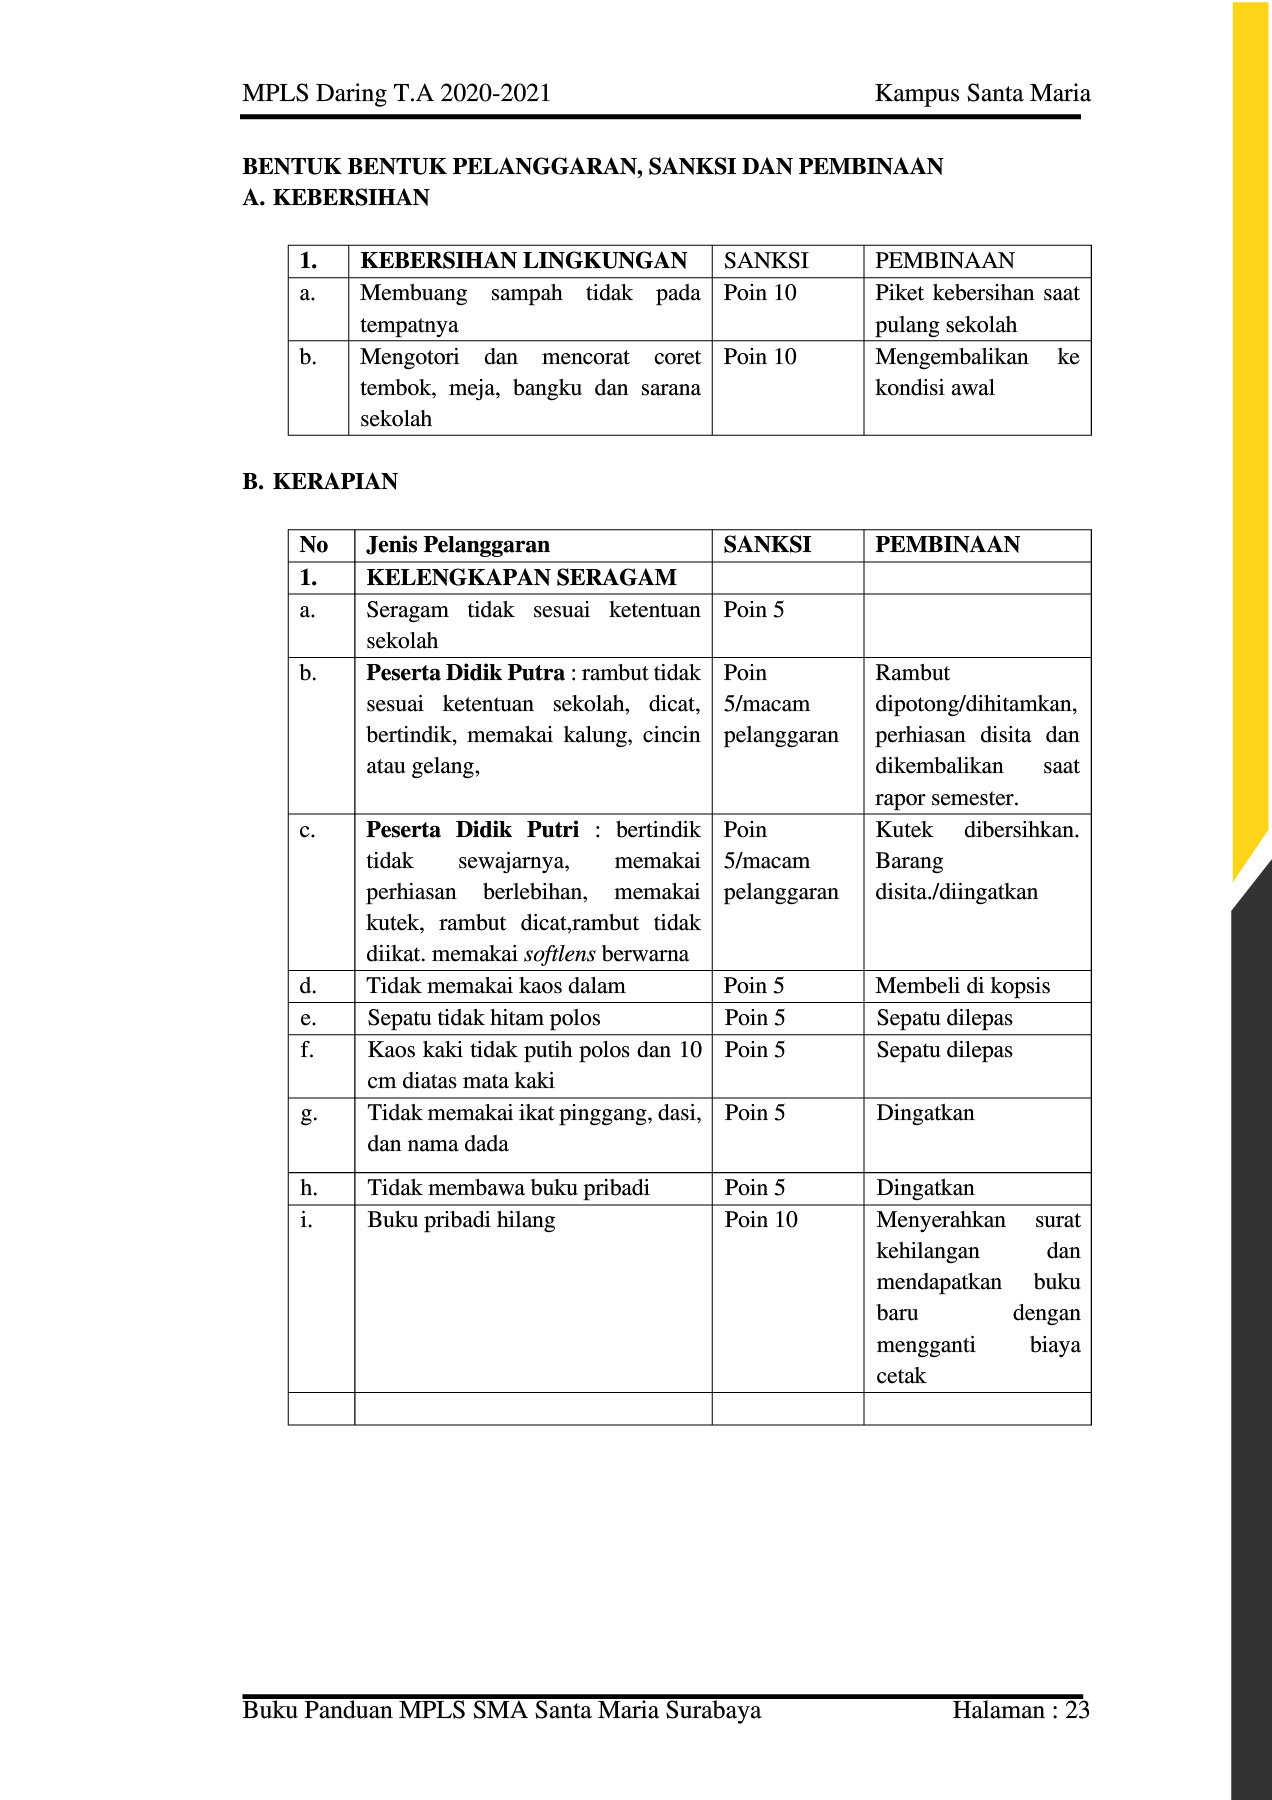 MPLS Daring T.A 2020-2021 Kampus Santa Maria
BENTUK BENTUK PELANGGARAN, SANKSI DAN PEMBINAAN
A. KEBERSIHAN
1. KEBERSIHAN LINGKUNGAN SANKSI PEMBINAAN
a. Membuang sampah tidak pada Poin 10 Piket kebersihan saat
tempatnya pulang sekolah
b. Mengotori dan mencorat coret Poin 10 Mengembalikan ke
tembok, meja, bangku dan sarana kondisi awal
sekolah
B. KERAPIAN
No Jenis Pelanggaran SANKSI PEMBINAAN
1. KELENGKAPAN SERAGAM
a. Seragam tidak sesuai ketentuan Poin 5
sekolah
b. Peserta Didik Putra : rambut tidak Poin Rambut
sesuai ketentuan sekolah, dicat, 5/macam dipotong/dihitamkan,
bertindik, memakai kalung, cincin pelanggaran perhiasan disita dan
atau gelang, dikembalikan saat
rapor semester.
c. Peserta Didik Putri : bertindik Poin Kutek dibersihkan.
tidak sewajarnya, memakai 5/macam Barang
perhiasan berlebihan, memakai pelanggaran disita./diingatkan
kutek, rambut dicat,rambut tidak
diikat. memakai softlens berwarna
d. Tidak memakai kaos dalam Poin 5 Membeli di kopsis
e. Sepatu tidak hitam polos Poin 5 Sepatu dilepas
f. Kaos kaki tidak putih polos dan 10 Poin 5 Sepatu dilepas
cm diatas mata kaki
g. Tidak memakai ikat pinggang, dasi, Poin 5 Dingatkan
dan nama dada
h. Tidak membawa buku pribadi Poin 5 Dingatkan
i. Buku pribadi hilang Poin 10 Menyerahkan surat
kehilangan dan
mendapatkan buku
baru dengan
mengganti biaya
cetak
Buku Panduan MPLS SMA Santa Maria Surabaya Halaman : 23